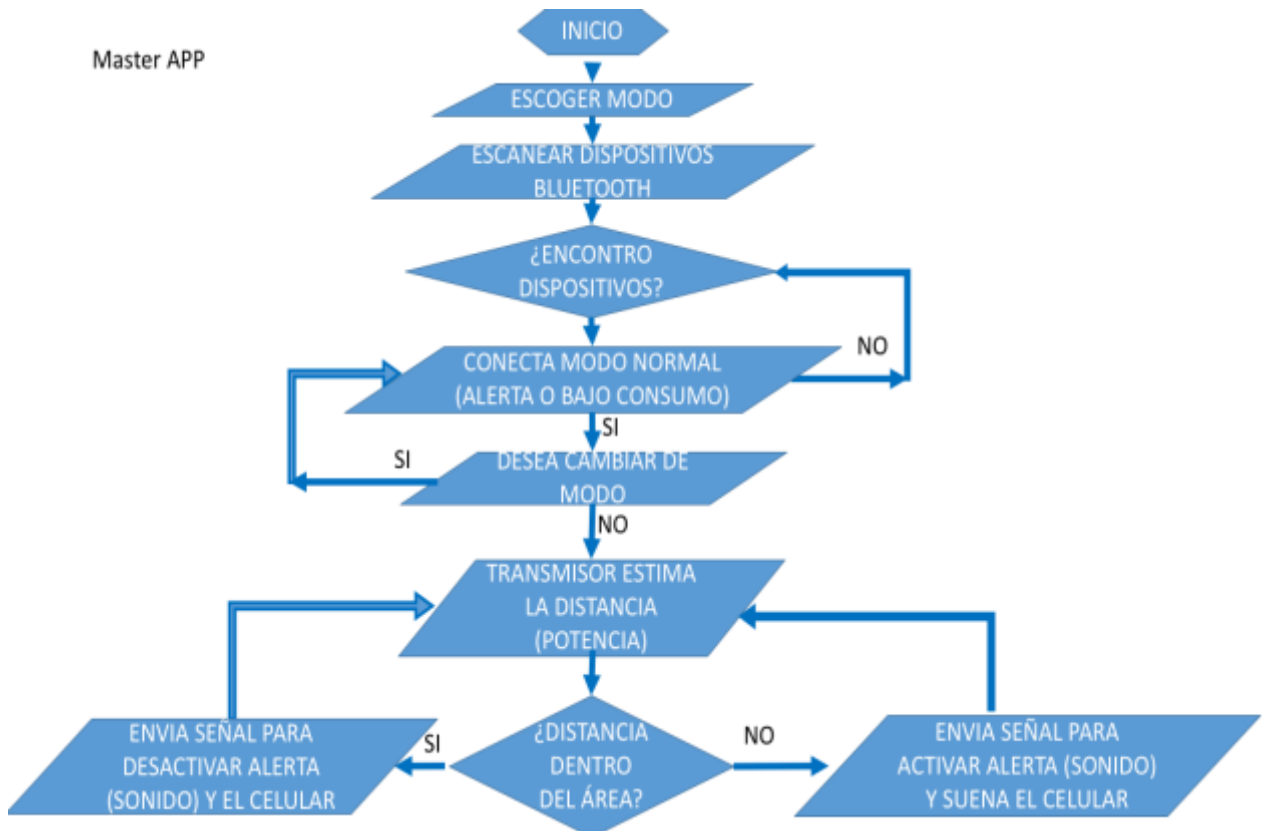 INICIO
Master APP
ESCOGER MODO
ESCANEAR DISPOSITIVOS
BLUETOOTH
¿ENCONTRO
DISPOSITIVOS?
NO
CONECTA MODO NORMAL
(ALERTA O BAJO CONSUMO)
SI
SI
DESEA CAMBIAR DE
MODO
NO
TRANSMISOR ESTIMA
LA DISTANCIA
(POTENCIA)
ENVIA SEÑAL PARA
DESACTIVAR ALERTA
(SONIDO) Y EL CELULAR
SI
¿DISTANCIA
DENTRO
DEL ÁREA?
NO
ENVIA SEÑAL PARA
ACTIVAR ALERTA (SONIDO)
Y SUENA EL CELULAR